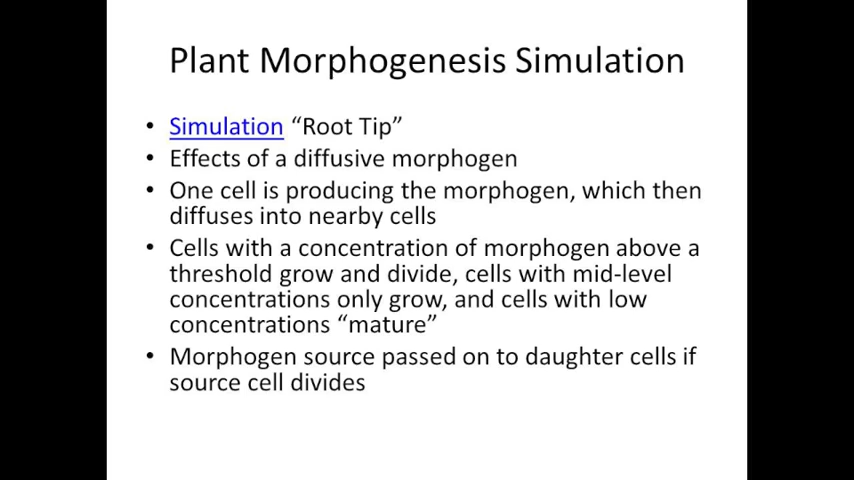 Plant Morphogenesis Simulation
• Simulation “Root Tip”
• Effects of a diffusive morphogen
• One cell is producing the morphogen, which then
diffuses into nearby cells
• Cells with a concentration of morphogen above a
threshold grow and divide, cells with mid-level
concentrations only grow, and cells with low
concentrations “mature”
• Morphogen source passed on to daughter cells if
source cell divides